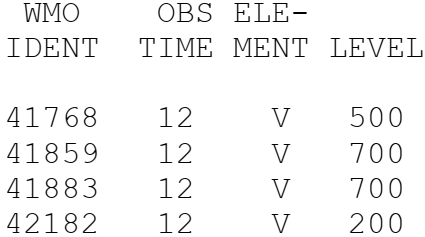 WMO OBS ELE-
IDENT TIME MENT LEVEL
41768 12 V 500
41859 12 V 700
41883 12 V 700
42182 12 V 200